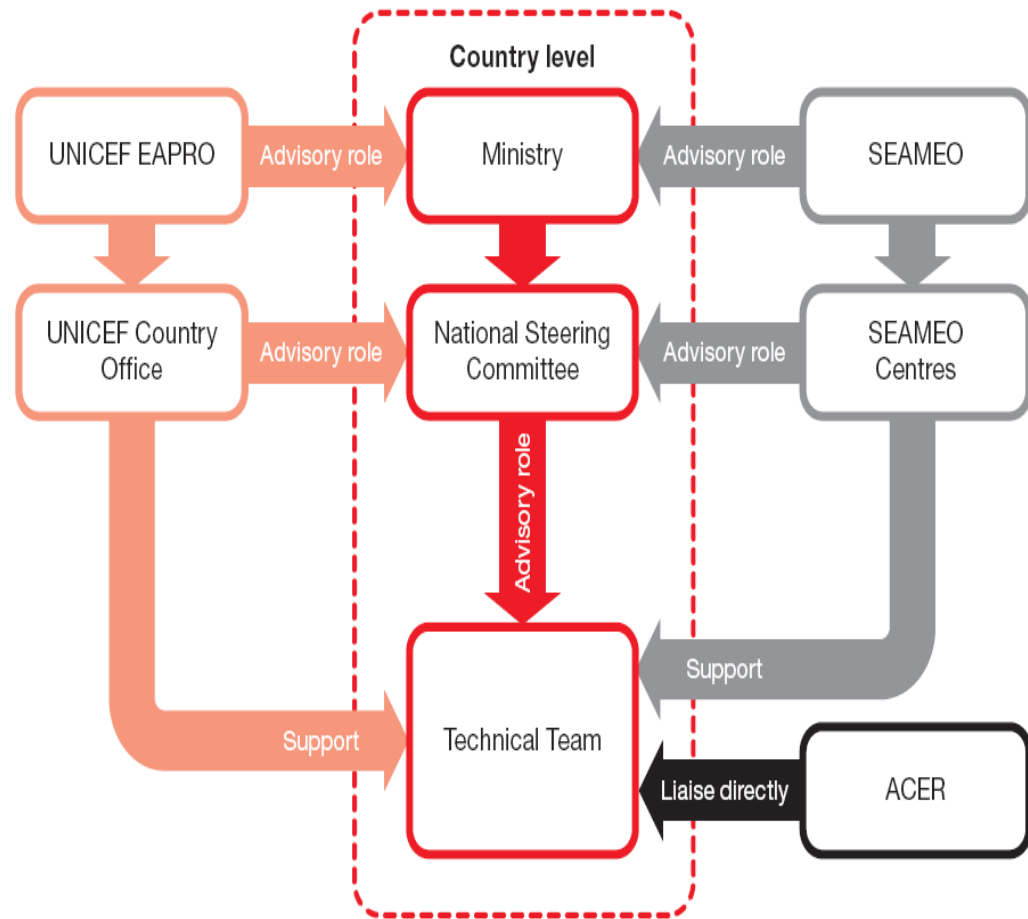 Country level
UNICEF EAPRO
Advisory role
Ministry
Advisory role
SEAMEO
UNICEF Country
Office
Advisory role
National Steering
Committee
Advisory role
SEAMEO
Centres
Advisory role
Support
Support
Technical Team
Liaise directly
ACER